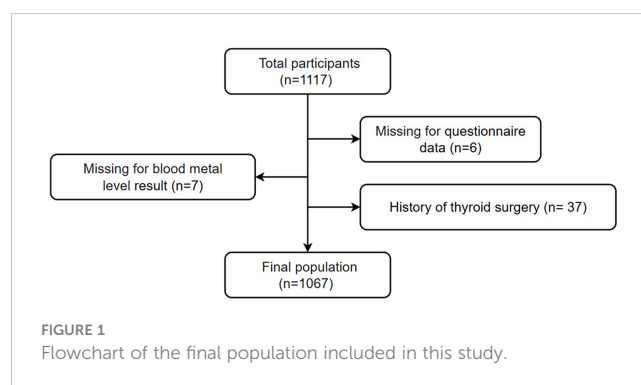 Total participants
(n=1117)
Missing for questionnaire
data (n=6)
Missing for blood metal
level result (n=7)
History of thyroid surgery (n= 37)
Final population
(n=1067)
FIGURE 1
Flowchart of the final population included in this study.